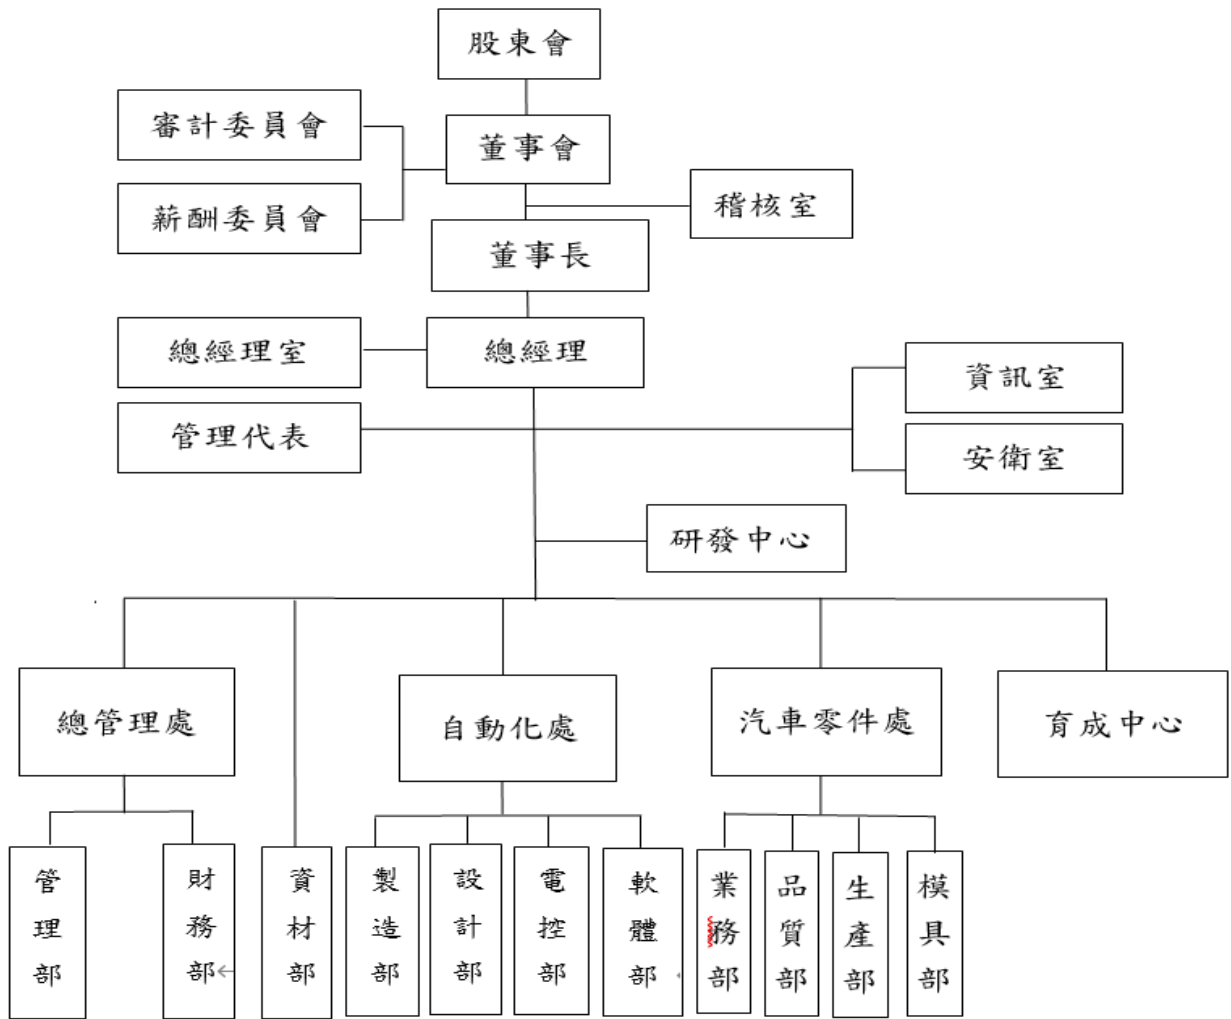 股東會
審計委員會
董事會
薪酬委員會
稽核室
董事長
總經理室
總經理
資訊室
管理代表
安衛室
研發中心
總管理處
自動化處
汽車零件處
育成中心
管理部
財務部
資材部
製造部
設計部
電控部
軟體部
業務部
品質部
生產部
模具部